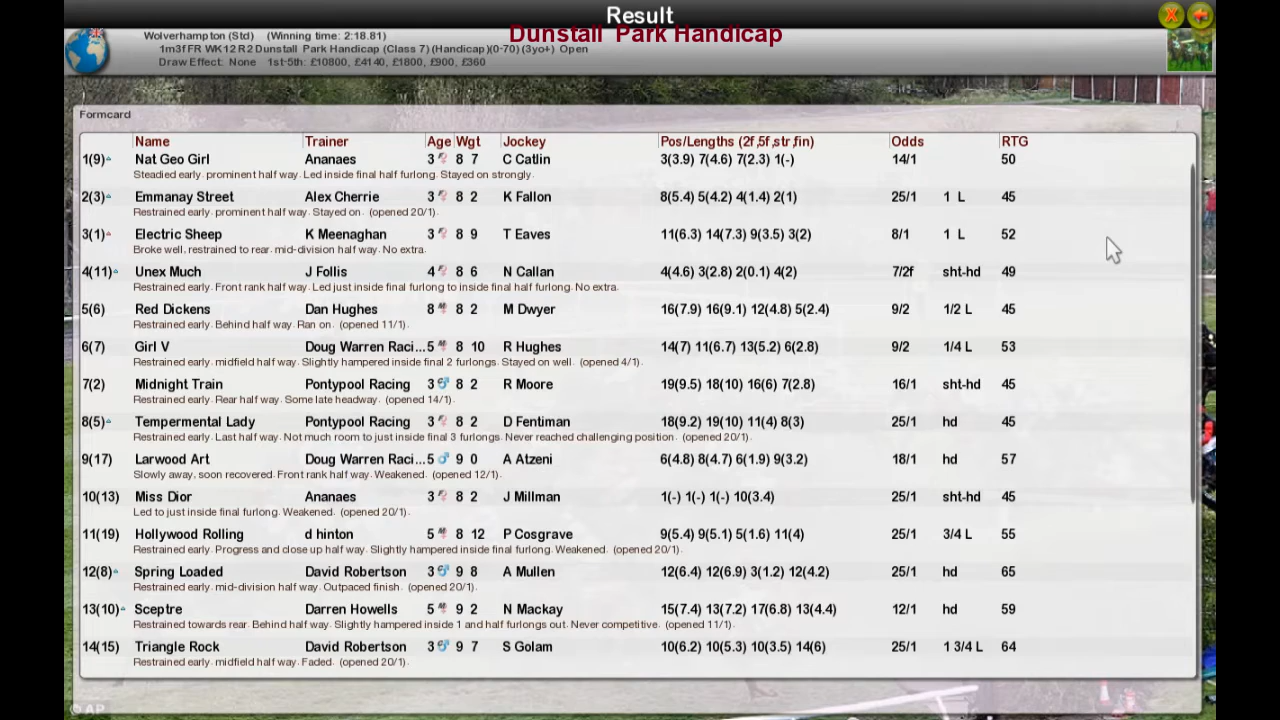 Result
Dunstall Park Handicap
Wolverhampton (Std) (Winning time: 2:18.81)
1m3f FR WK12 R2 Dunstall Park Handicap (Class 7) (Handicap)(0-70) (3yo+) Open
Draw Effect: None 1st-5th: £10800, £4140, £1800, £900, £360
Formcard
Name Trainer Age Wgt Jockey Pos/Lengths (2f,5f,str,fin) Odds RTG
1(9) Nat Geo Girl Ananaes 3 8 7 C Catlin 3(3.9) 7(4.6) 7(2.3) 1(-) 14/1 50
Steadied early. prominent half way. Led inside final half furlong. Stayed on strongly.
2(3) Emmanay Street Alex Cherrie 3 8 2 K Fallon 8(5.4) 5(4.2) 4(1.4) 2(1) 25/1 1 L 45
Restrained early. prominent half way. Stayed on. (opened 20/1).
3(1) Electric Sheep K Meenaghan 3 8 9 T Eaves 11(6.3) 14(7.3) 9(3.5) 3(2) 8/1 1 L 52
Broke well, restrained to rear. mid-division half way. No extra.
4(11) Unex Much J Follis 4 8 6 N Callan 4(4.6) 3(2.8) 2(0.1) 4(2) 7/2f sht-hd 49
Restrained early. Front rank half way. Led just inside final furlong to inside final half furlong. No extra.
5(6) Red Dickens Dan Hughes 8 8 2 M Dwyer 16(7.9) 16(9.1) 12(4.8) 5(2.4) 9/2 1/2 L 45
Restrained early. Behind half way. Ran on. (opened 11/1).
6(7) Girl V Doug Warren Raci... 5 8 10 R Hughes 14(7) 11(6.7) 13(5.2) 6(2.8) 9/2 1/4 L 53
Restrained early. midfield half way. Slightly hampered inside final 2 furlongs. Stayed on well. (opened 4/1).
7(2) Midnight Train Pontypool Racing 3 8 2 R Moore 19(9.5) 18(10) 16(6) 7(2.8) 16/1 sht-hd 45
Restrained early. Rear half way. Some late headway. (opened 14/1).
8(5) Tempermental Lady Pontypool Racing 3 8 2 D Fentiman 18(9.2) 19(10) 11(4) 8(3) 25/1 hd 45
Restrained early. Last half way. Not much room to just inside final 3 furlongs. Never reached challenging position. (opened 20/1).
9(17) Larwood Art Doug Warren Raci... 5 9 0 A Atzeni 6(4.8) 8(4.7) 6(1.9) 9(3.2) 18/1 hd 57
Slowly away, soon recovered. Front rank half way. Weakened. (opened 12/1).
10(13) Miss Dior Ananaes 3 8 2 J Millman 1(-) 1(-) 1(-) 10(3.4) 25/1 sht-hd 45
Led to just inside final furlong. Weakened. (opened 20/1).
11(19) Hollywood Rolling d hinton 5 8 12 P Cosgrave 9(5.4) 9(5.1) 5(1.6) 11(4) 25/1 3/4 L 55
Restrained early. Progress and close up half way. Slightly hampered inside final furlong. Weakened. (opened 20/1).
12(8) Spring Loaded David Robertson 3 9 8 A Mullen 12(6.4) 12(6.9) 3(1.2) 12(4.2) 25/1 hd 65
Restrained early. mid-division half way. Outpaced finish. (opened 20/1).
13(10) Sceptre Darren Howells 5 9 2 N Mackay 15(7.4) 13(7.2) 17(6.8) 13(4.4) 12/1 hd 59
Restrained towards rear. Behind half way. Slightly hampered inside 1 and half furlongs out. Never competitive. (opened 11/1).
14(15) Triangle Rock David Robertson 3 9 7 S Golam 10(6.2) 10(5.3) 10(3.5) 14(6) 25/1 1 3/4 L 64
Restrained early. midfield half way. Faded. (opened 20/1).
© AP